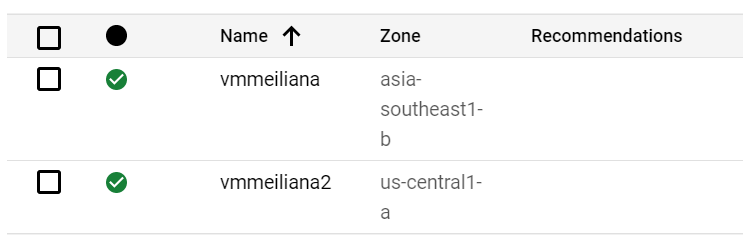 Name Zone Recommendations
vmmeiliana asia-
southeast1-
b
vmmeiliana2 us-central1-
a